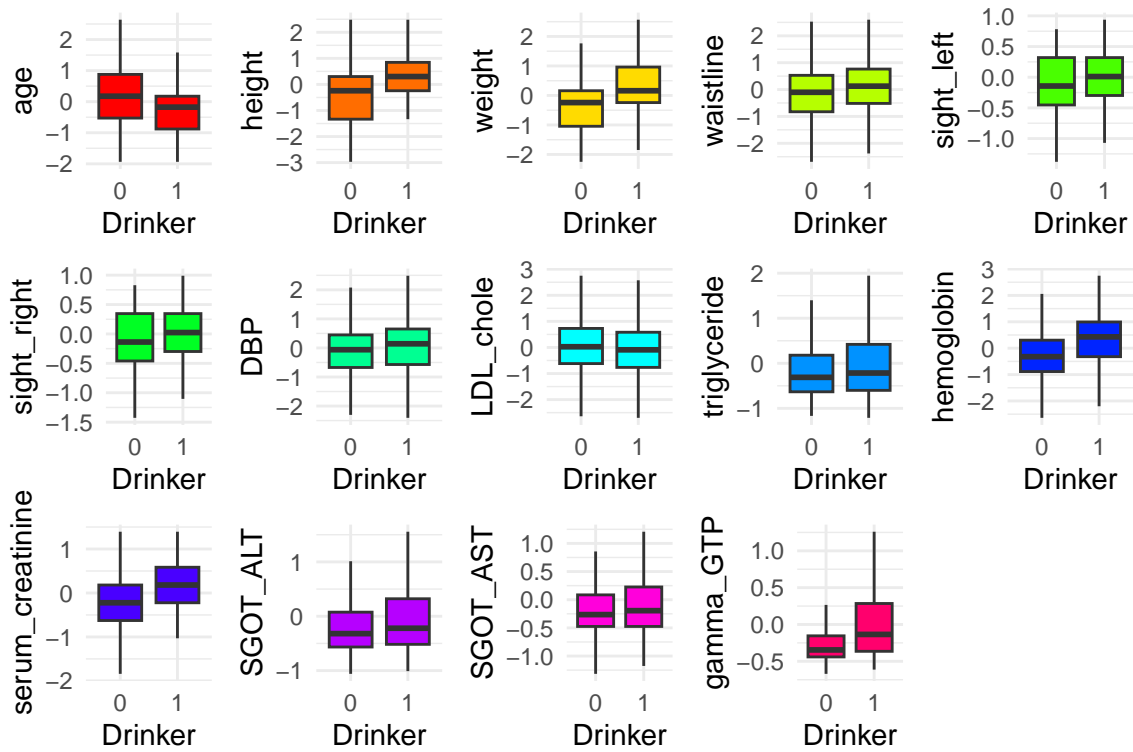 age
2
1
0
−1
−2
0 1
Drinker
height
2
1
0
−1
−2
−3
0 1
Drinker
weight
2
1
0
−1
−2
0 1
Drinker
waistline
2
1
0
−1
−2
0 1
Drinker
sight_left
1.0
0.5
0.0
−0.5
−1.0
0 1
Drinker
sight_right
1.0
0.5
0.0
−0.5
−1.0
−1.5
0 1
Drinker
DBP
2
1
0
−1
−2
0 1
Drinker
LDL_chole
3
2
1
0
−1
−2
0 1
Drinker
triglyceride
2
1
0
−1
0 1
Drinker
hemoglobin
3
2
1
0
−1
−2
0 1
Drinker
serum_creatinine
1
0
−1
−2
0 1
Drinker
SGOT_ALT
1
0
−1
0 1
Drinker
SGOT_AST
1.0
0.5
0.0
−0.5
−1.0
0 1
Drinker
gamma_GTP
1.0
0.5
0.0
−0.5
0 1
Drinker